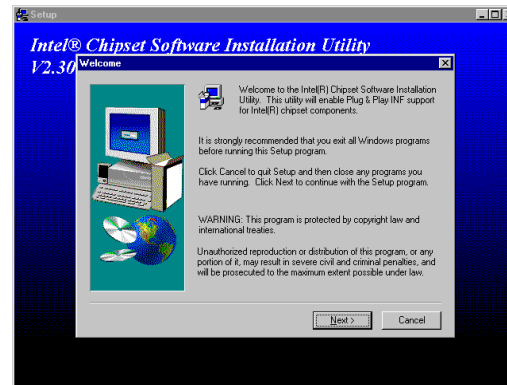 Setup
Intel® Chipset Software Installation Utility
V2.30
Welcome
Welcome to the Intel(R) Chipset Software Installation
Utility. This utility will enable Plug & Play INF support
for Intel(R) chipset components.
It is strongly recommended that you exit all Windows programs
before running this Setup program.
Click Cancel to quit Setup and then close any programs you
have running. Click Next to continue with the Setup program.
WARNING: This program is protected by copyright law and
international treaties.
Unauthorized reproduction or distribution of this program, or any
portion of it, may result in severe civil and criminal penalties, and
will be prosecuted to the maximum extent possible under law.
Next >
Cancel